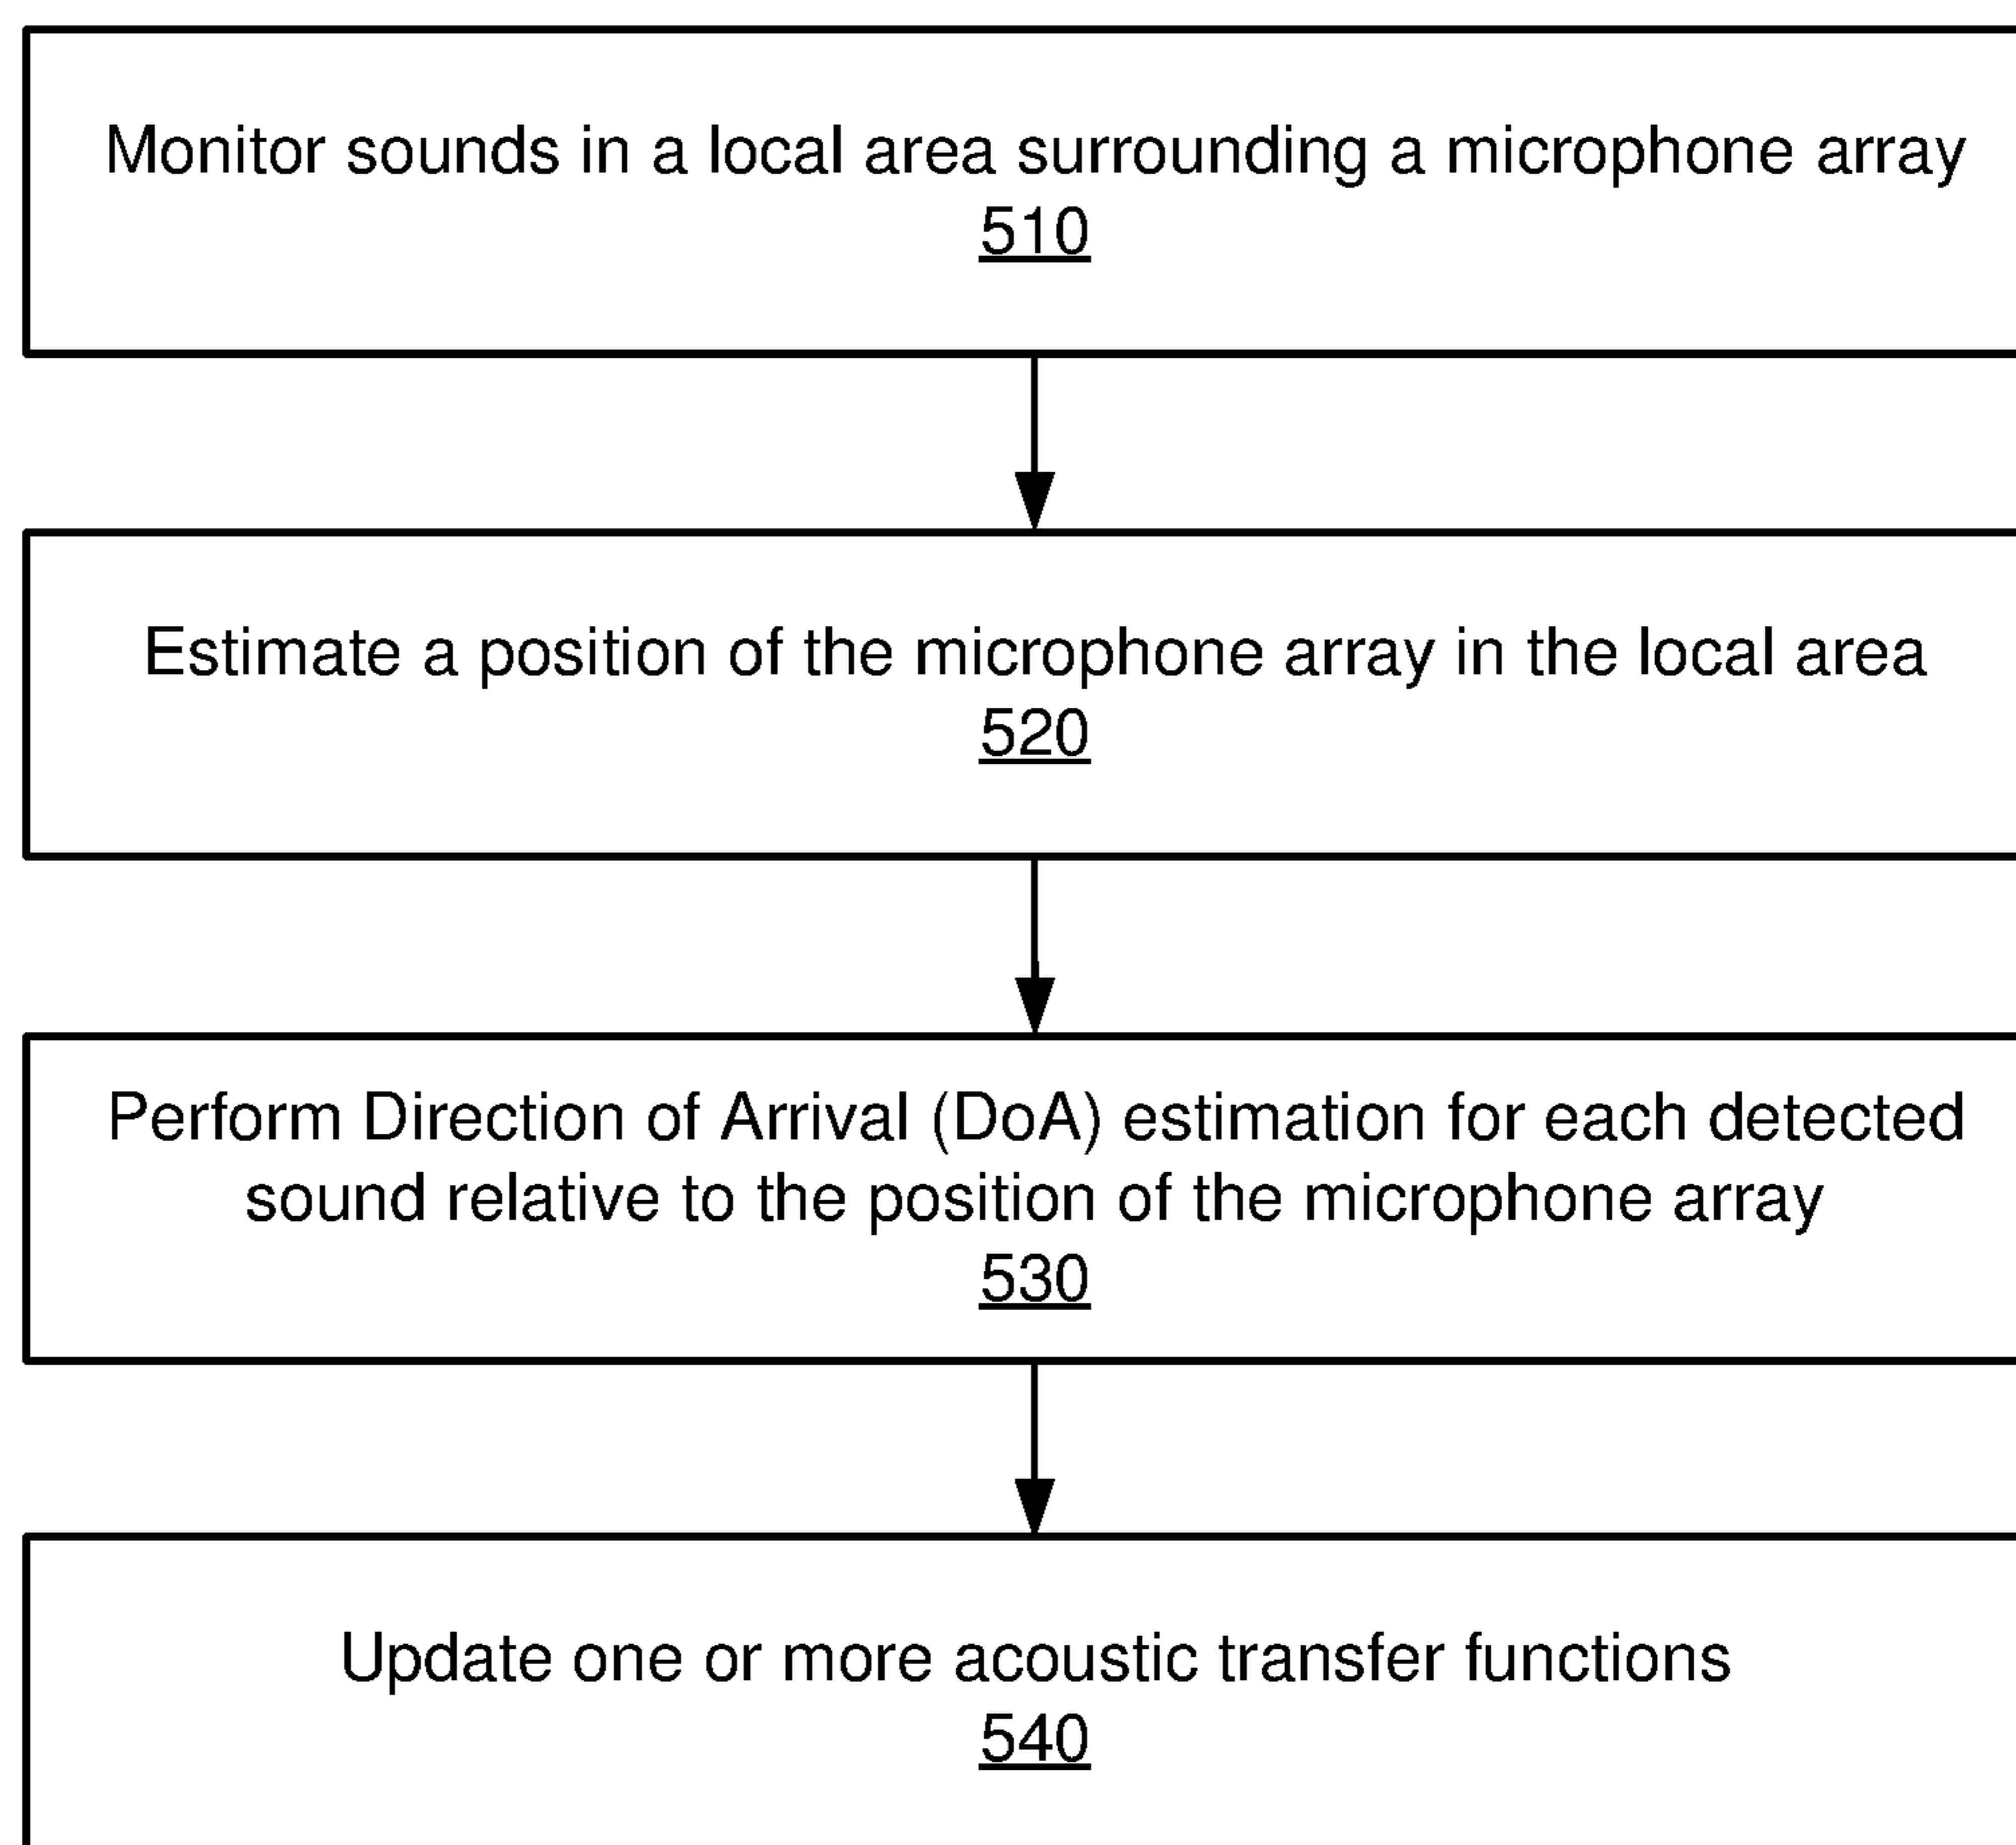 Monitor sounds in a local area surrounding a microphone array
510
Estimate a position of the microphone array in the local area
520
Perform Direction of Arrival (DoA) estimation for each detected
sound relative to the position of the microphone array
530
Update one or more acoustic transfer functions
540